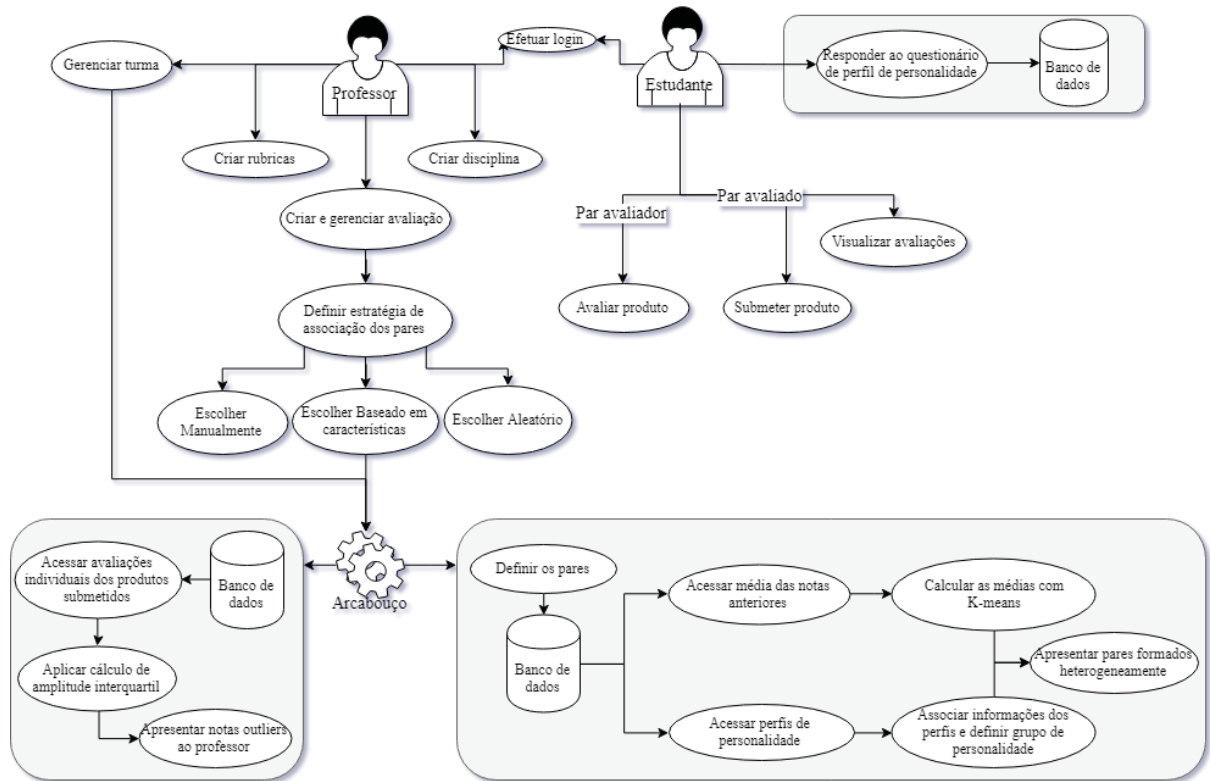 Efetuar login
Gerenciar turma
Professor
Estudante
Responder ao questionário
de perfil de personalidade
Banco de
dados
Criar rubricas
Criar disciplina
Par avaliador
Par avaliado
Criar e gerenciar avaliação
Visualizar avaliações
Avaliar produto
Submeter produto
Definir estratégia de
associação dos pares
Escolher
Manualmente
Escolher Baseado em
características
Escolher Aleatório
Arcabouço
Acessar avaliações
individuais dos produtos
submetidos
Banco de
dados
Aplicar cálculo de
amplitude interquartil
Apresentar notas outliers
ao professor
Definir os pares
Banco de
dados
Acessar média das notas
anteriores
Calcular as médias com
K-means
Apresentar pares formados
heterogeneamente
Acessar perfis de
personalidade
Associar informações dos
perfis e definir grupo de
personalidade